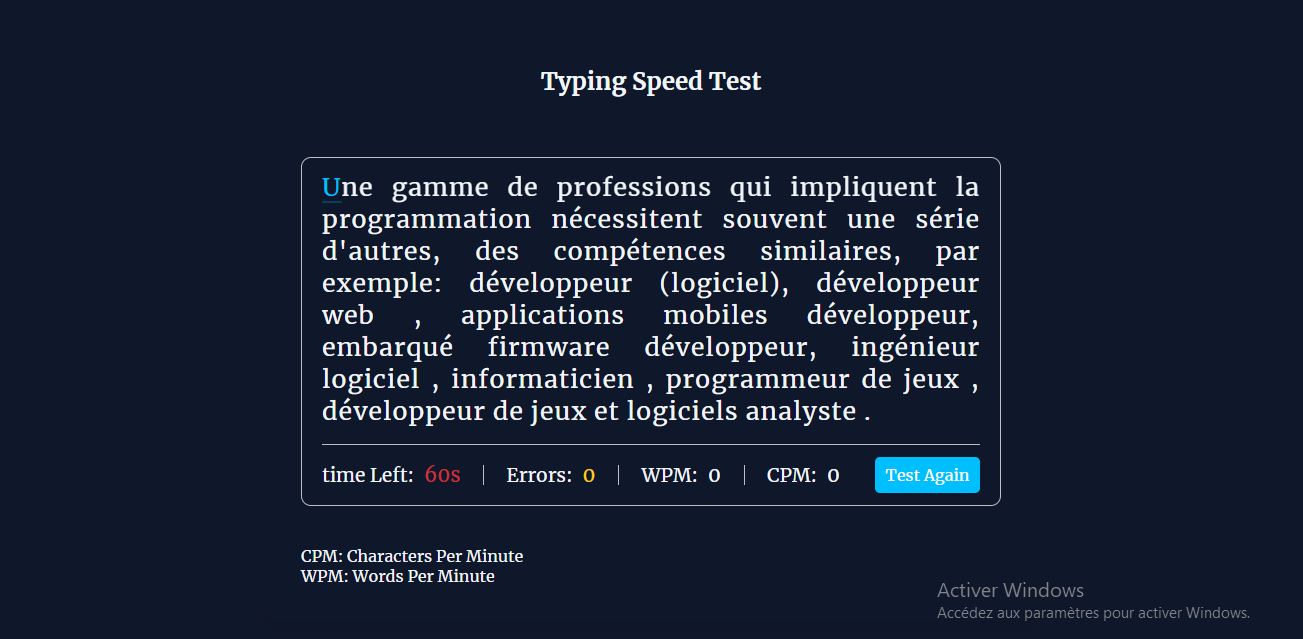 Typing Speed Test
Une gamme de professions qui impliquent la
programmation nécessitent souvent une série
d'autres, des compétences similaires, par
exemple: développeur (logiciel), développeur
web , applications mobiles développeur,
embarqué firmware développeur, ingénieur
logiciel , informaticien , programmeur de jeux ,
développeur de jeux et logiciels analyste .
time Left: 60s | Errors: 0 | WPM: 0 | CPM: 0 Test Again
CPM: Characters Per Minute
WPM: Words Per Minute
Activer Windows
Accédez aux paramètres pour activer Windows.